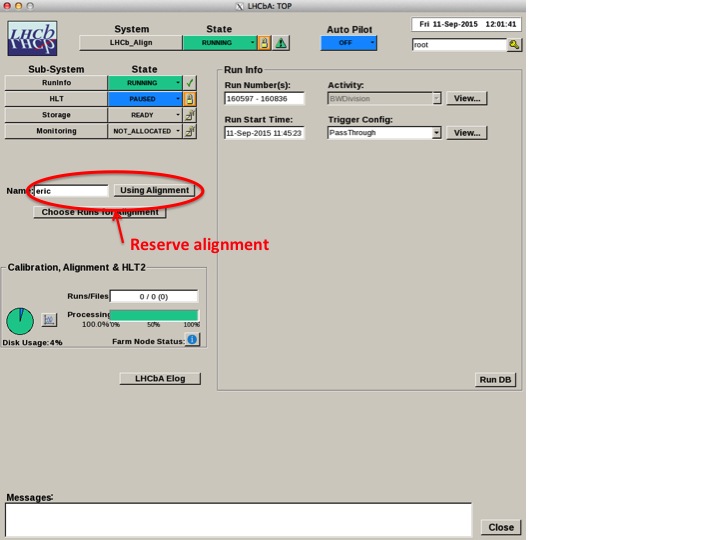 LHCbA: TOP
LHCb
LHCP
System State Auto Pilot Fri 11-Sep-2015 12:01:41
LHCb_Align RUNNING OFF root
Sub-System State
RunInfo RUNNING
HLT PAUSED
Storage READY
Monitoring NOT_ALLOCATED
Run Info
Run Number(s): Activity:
160597 - 160836 BWDivision View...
Run Start Time: Trigger Config:
11-Sep-2015 11:45:23 PassThrough View...
Name: eric Using Alignment
Choose Runs for Alignment
Reserve alignment
Calibration, Alignment & HLT2
Runs/Files 0 / 0 (0)
Processing
100.0% 0% 50% 100%
Disk Usage: 4% Farm Node Status:
LHCbA Elog
Run DB
Messages:
Close